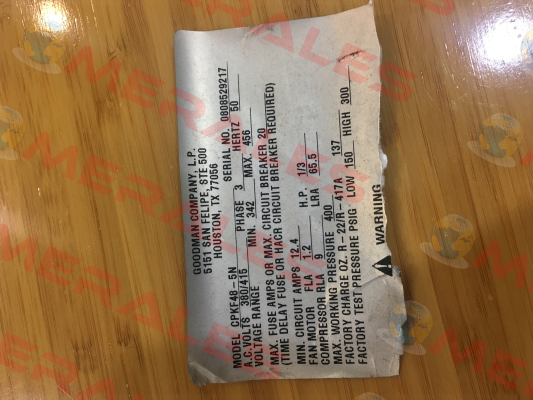 GOODMAN COMPANY, L.P.
5151 SAN FELIPE, STE 500
HOUSTON, TX 77056
SERIAL NO. 0808529217
MODEL CPKF48-5N
A.C. VOLTS 380/415 PHASE 3 HERTZ 50
VOLTAGE RANGE MIN. 342 MAX. 456
MAX. FUSE AMPS OR MAX. CIRCUIT BREAKER 20
(TIME DELAY FUSE OR HACR CIRCUIT BREAKER REQUIRED)
MIN. CIRCUIT AMPS 12.4
FAN MOTOR FLA 1.2 H.P. 1/3
COMPRESSOR RLA 9 LRA 65.5
MAX. WORKING PRESSURE 400
FACTORY CHARGE OZ. R-22/R-417A 137
FACTORY TEST PRESSURE PSIG LOW 150 HIGH 300
WARNING
MERALES